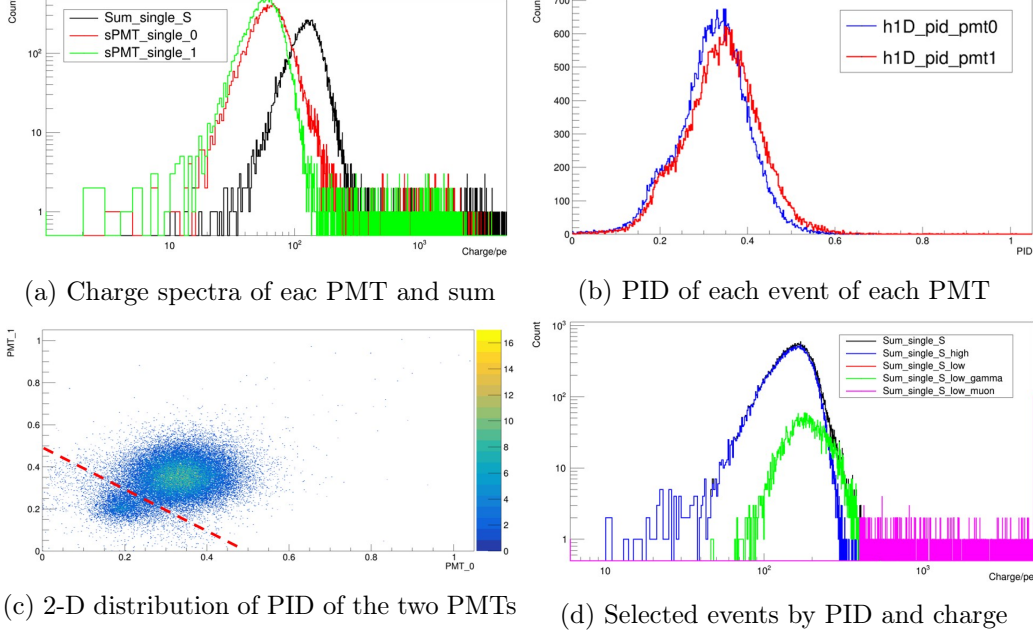 Count
Sum_single_S
sPMT_single_0
sPMT_single_1
10²
10
1
10
10²
10³
Charge/pe
(a) Charge spectra of eac PMT and sum
Count
700
600
500
400
300
200
100
0
h1D_pid_pmt0
h1D_pid_pmt1
0
0.2
0.4
0.6
0.8
1
PID
(b) PID of each event of each PMT
PMT_1
1
0.8
0.6
0.4
0.2
0
0
0.2
0.4
0.6
0.8
1
PMT_0
16
14
12
10
8
6
4
2
0
(c) 2-D distribution of PID of the two PMTs
Count
10³
10²
10
1
Sum_single_S
Sum_single_S_high
Sum_single_S_low
Sum_single_S_low_gamma
Sum_single_S_low_muon
10
10²
10³
Charge/pe
(d) Selected events by PID and charge